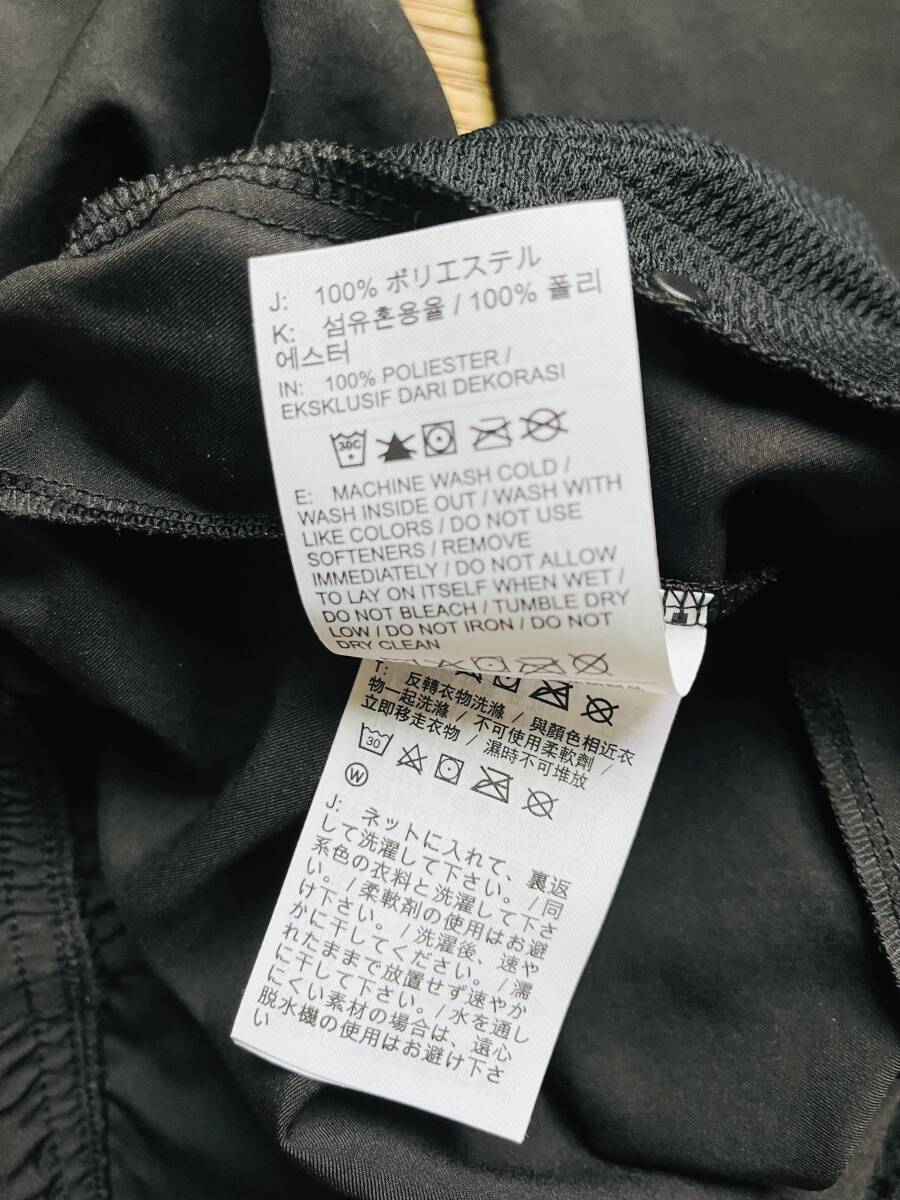 J: 100% ポリエステル
K: 섬유혼용율 / 100% 폴리
에스터
IN: 100% POLIESTER /
EKSKLUSIF DARI DEKORASI
30C
E: MACHINE WASH COLD /
WASH INSIDE OUT / WASH WITH
LIKE COLORS / DO NOT USE
SOFTENERS / REMOVE
IMMEDIATELY / DO NOT ALLOW
TO LAY ON ITSELF WHEN WET /
DO NOT BLEACH / TUMBLE DRY
LOW / DO NOT IRON / DO NOT
DRY CLEAN
T: 反轉衣物洗滌 / 與顏色相近衣
物一起洗滌 / 不可使用柔軟劑 /
立即移走衣物 / 濕時不可堆放
30
W
J: ネットに入れて、裏返
して洗濯して下さい。/同
系色の衣料と洗濯して下さ
い。/柔軟剤の使用はお避
け下さい。/洗濯後、速や
かに干してください。/濡
れたままで放置せず速やか
に干して下さい。/水を通し
にくい素材の場合は、遠心
脱水機の使用はお避け下さ
い